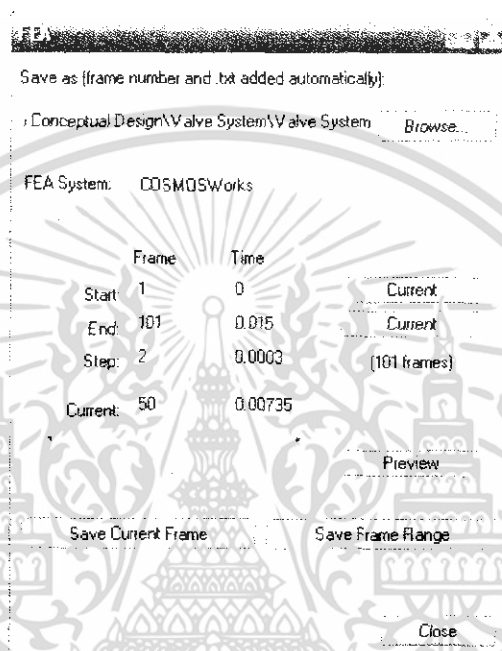 Save as (frame number and .txt added automatically):
Conceptual Design\Valve System\Valve System Browse...
FEA System: COSMOSWorks
Frame Time
Start: 1 0 Current
End: 101 0.015 Current
Step: 2 0.0003 (101 frames)
Current: 50 0.00735
Preview
Save Current Frame Save Frame Range
Close